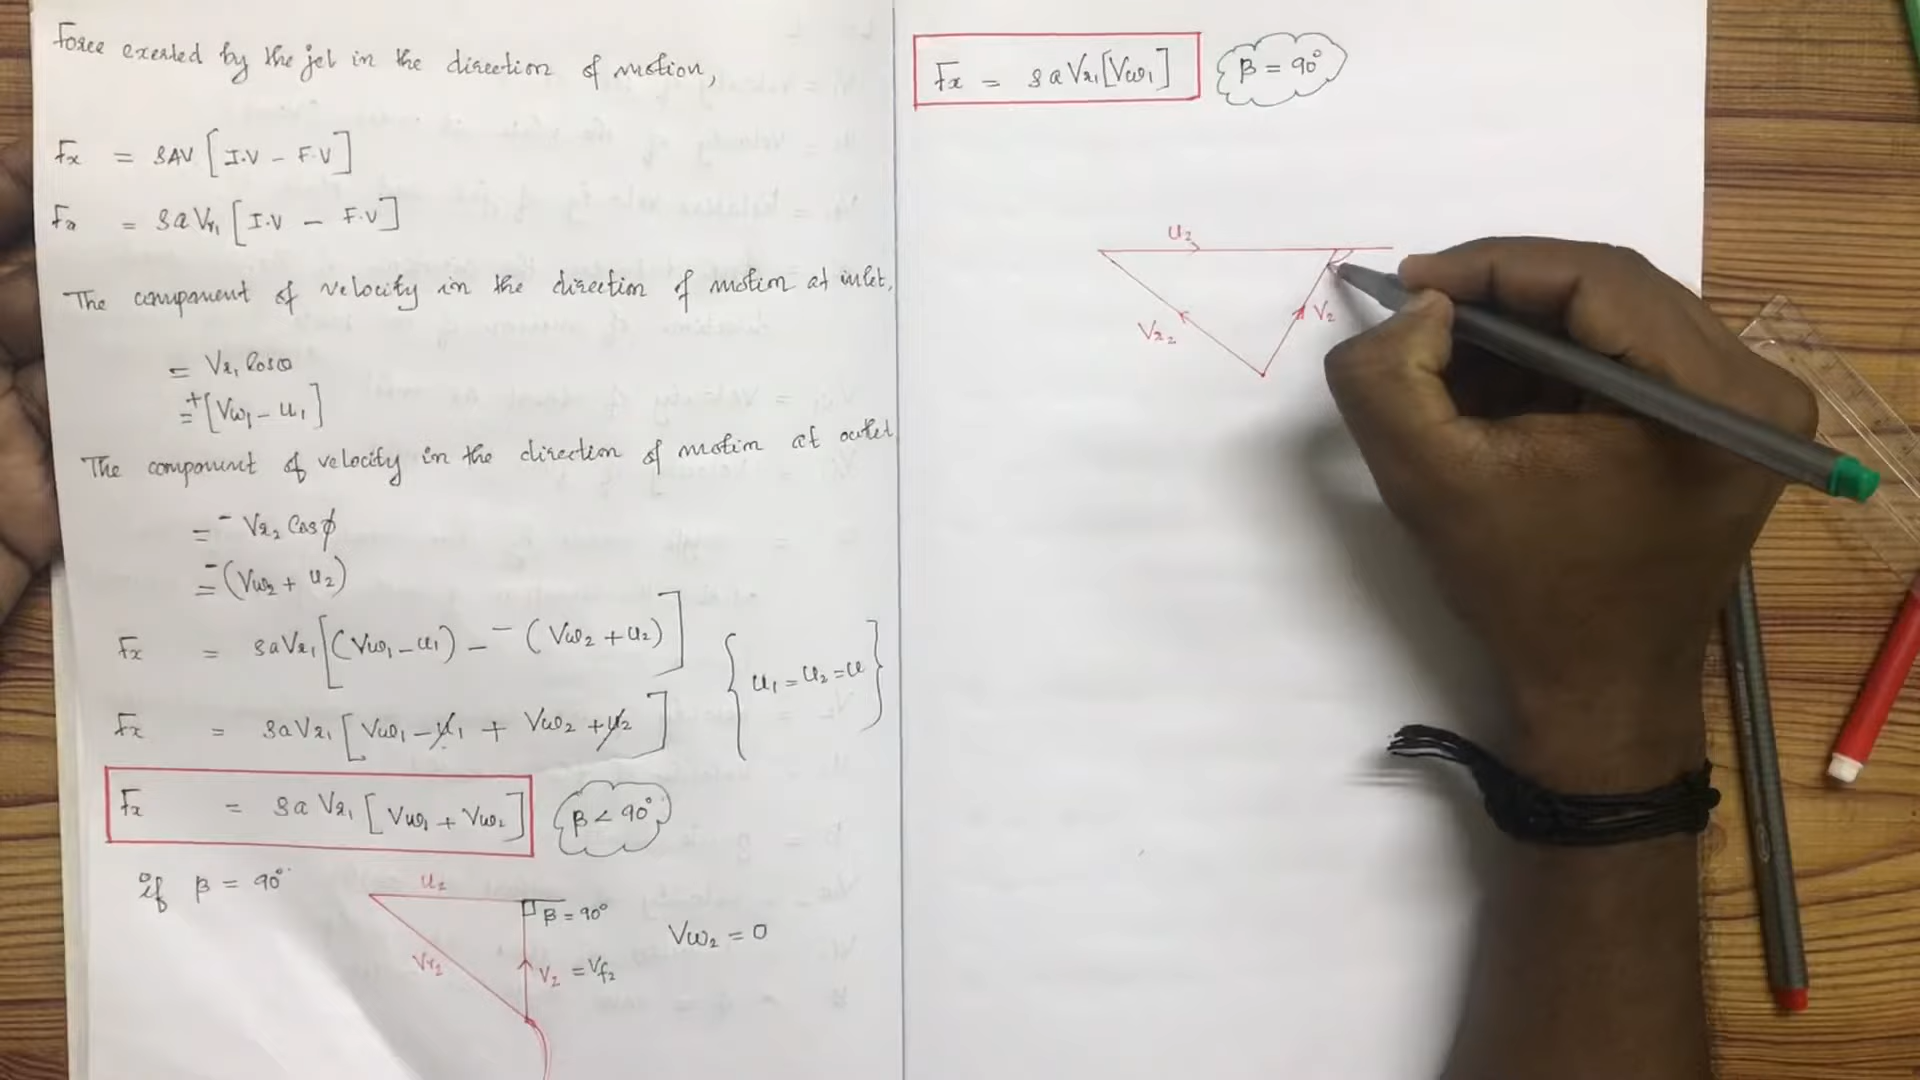 Force exerted by the jet in the direction of motion,
Fx = ρAV [I.V - F.V]
Fx = ρaVr₁ [I.V - F.V]
The component of velocity in the direction of motion at inlet,
= Vr₁ cosθ
= +[Vw₁ - u₁]
The component of velocity in the direction of motion at outlet
= - Vr₂ cosφ
= -(Vw₂ + u₂)
Fx = ρaVr₁[(Vw₁-u₁) - -(Vw₂+u₂)]
{u₁=u₂=u}
Fx = ρaVr₁[Vw₁-u₁ + Vw₂+u₂]
Fx = ρaVr₁[Vw₁+Vw₂]
β < 90°
if β = 90°
u₂
β = 90°
Vr₂
V₂ = Vf₂
Vw₂ = 0
Fx = ρaVr₁[Vw₁]
β = 90°
u₂
Vr₂
V₂